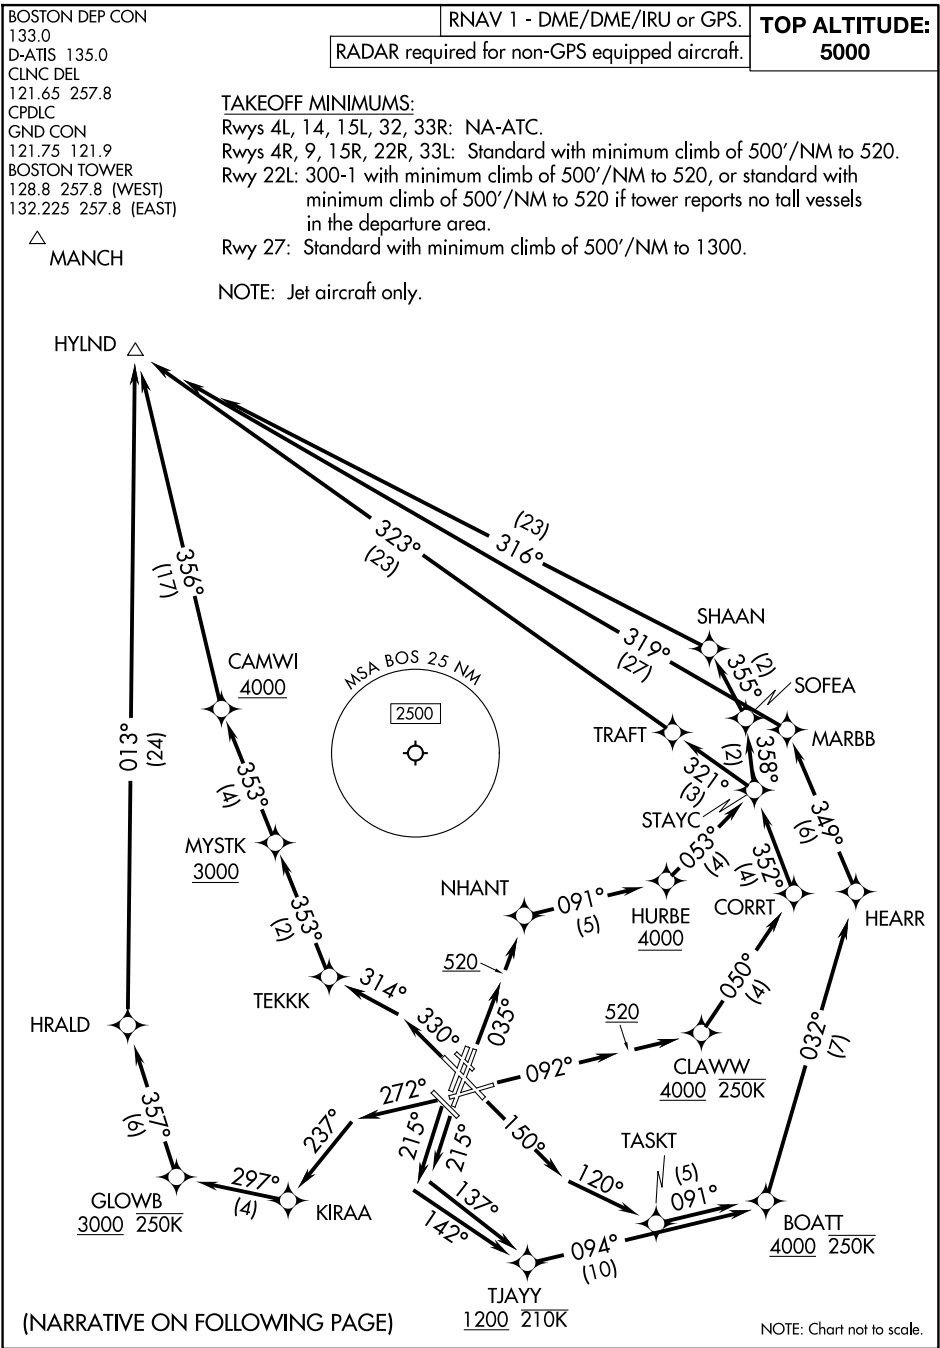 BOSTON DEP CON
133.0
D-ATIS 135.0
CLNC DEL
121.65 257.8
CPDLC
GND CON
121.75 121.9
BOSTON TOWER
128.8 257.8 (WEST)
132.225 257.8 (EAST)
RNAV 1 - DME/DME/IRU or GPS.
RADAR required for non-GPS equipped aircraft.
TOP ALTITUDE:
5000
TAKEOFF MINIMUMS:
Rwys 4L, 14, 15L, 32, 33R: NA-ATC.
Rwys 4R, 9, 15R, 22R, 33L: Standard with minimum climb of 500'/NM to 520.
Rwy 22L: 300-1 with minimum climb of 500'/NM to 520, or standard with
minimum climb of 500'/NM to 520 if tower reports no tall vessels
in the departure area.
Rwy 27: Standard with minimum climb of 500'/NM to 1300.
NOTE: Jet aircraft only.
MANCH
HYLND
323°
(23)
(23)
316°
356°
(17)
319°
(27)
SHAAN
355°
(2)
SOFEA
CAMWI
4000
MSA BOS 25 NM
2500
TRAFT
MARBB
013°
(24)
358°
(2)
321°
(3)
STAYC
353°
(4)
349°
(6)
MYSTK
3000
053°
(4)
352°
(4)
NHANT
091°
(5)
HURBE
4000
CORRT
HEARR
353°
(2)
520
314°
TEKKK
050°
(4)
520
HRALD
330°
035°
032°
(7)
CLAWW
4000 250K
092°
272°
357°
(6)
237°
215°
215°
150°
TASKT
120°
(5)
091°
297°
(4)
GLOWB
3000 250K
KIRAA
137°
142°
BOATT
4000 250K
094°
(10)
TJAYY
1200 210K
(NARRATIVE ON FOLLOWING PAGE)
NOTE: Chart not to scale.